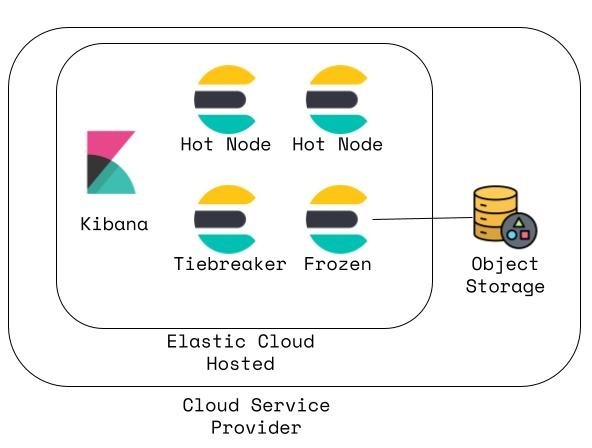 Hot Node
Hot Node
Kibana
Tiebreaker
Frozen
Object
Storage
Elastic Cloud
Hosted
Cloud Service
Provider